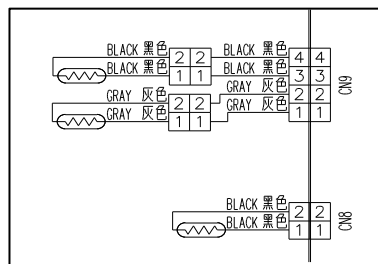 BLACK 黑色 2 2 BLACK 黑色 4 4
BLACK 黑色 1 1 BLACK 黑色 3 3
GRAY 灰色 2 2 GRAY 灰色 2 2
GRAY 灰色 1 1 GRAY 灰色 1 1
CN9
BLACK 黑色 2 2
BLACK 黑色 1 1
CN8